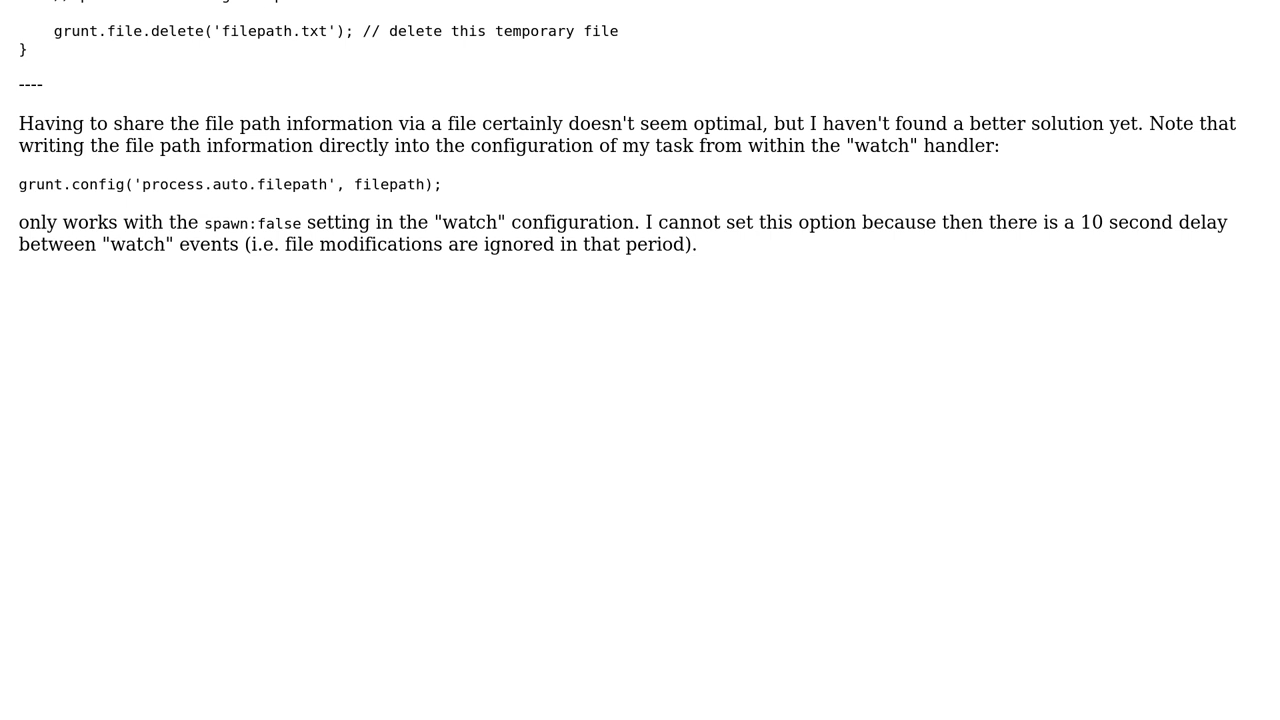 grunt.file.delete('filepath.txt'); // delete this temporary file
}
----
Having to share the file path information via a file certainly doesn't seem optimal, but I haven't found a better solution yet. Note that
writing the file path information directly into the configuration of my task from within the "watch" handler:
grunt.config('process.auto.filepath', filepath);
only works with the spawn:false setting in the "watch" configuration. I cannot set this option because then there is a 10 second delay
between "watch" events (i.e. file modifications are ignored in that period).